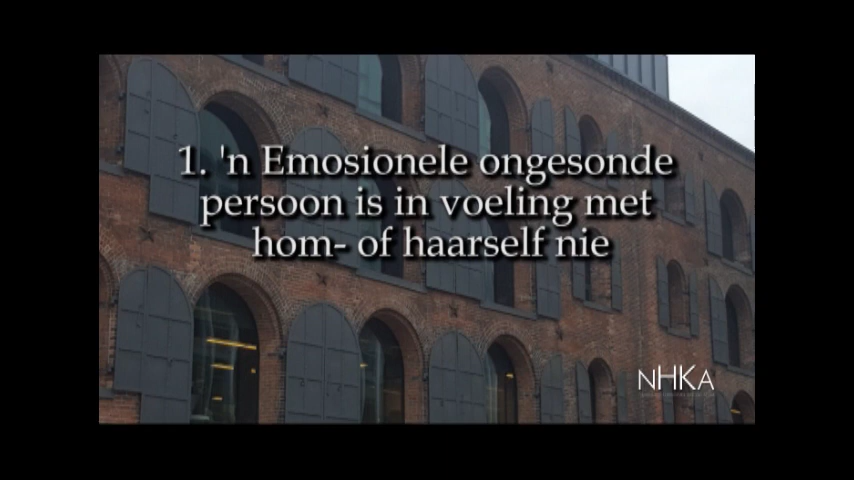 1. 'n Emosionele ongesonde
persoon is in voeling met
hom- of haarself nie
NHKA